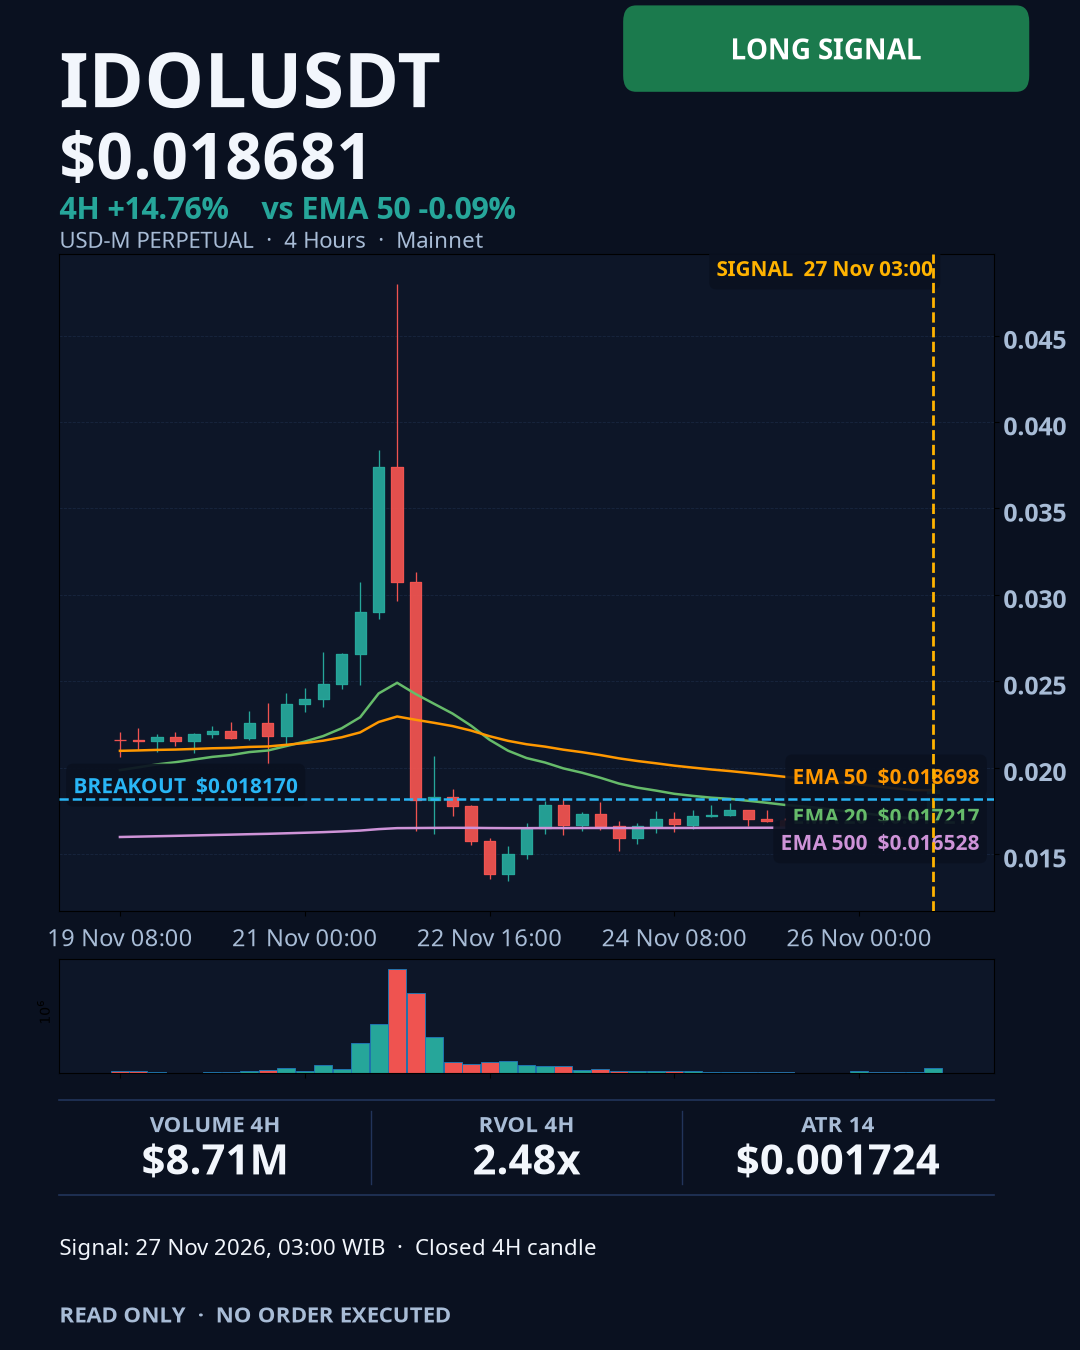 LONG SIGNAL
IDOLUSDT
$0.018681
4H +14.76% vs EMA 50 -0.09%
USD-M PERPETUAL · 4 Hours · Mainnet
SIGNAL 27 Nov 03:00
0.045
0.040
0.035
0.030
0.025
0.020
0.015
BREAKOUT $0.018170
EMA 50 $0.018698
EMA 20 $0.017217
EMA 500 $0.016528
19 Nov 08:00
21 Nov 00:00
22 Nov 16:00
24 Nov 08:00
26 Nov 00:00
10⁶
VOLUME 4H
$8.71M
RVOL 4H
2.48x
ATR 14
$0.001724
Signal: 27 Nov 2026, 03:00 WIB · Closed 4H candle
READ ONLY · NO ORDER EXECUTED